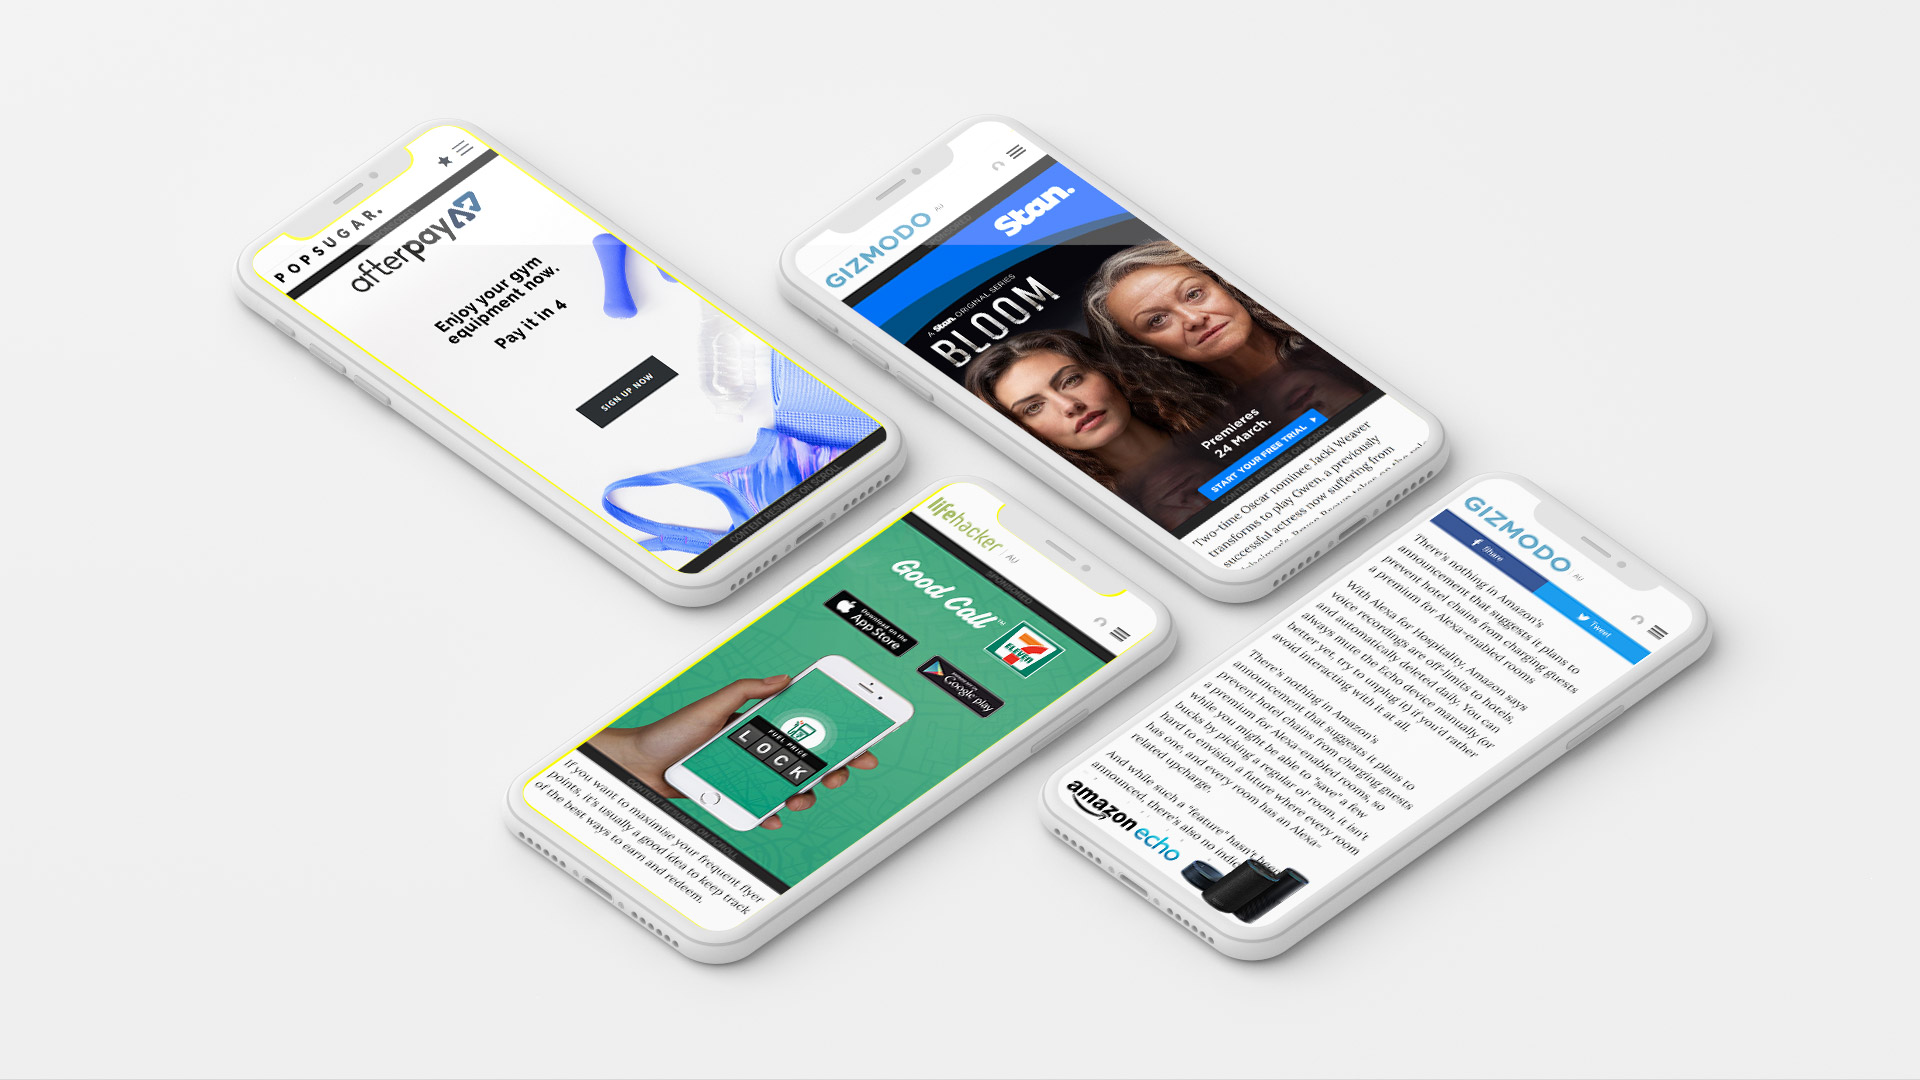 POPSUGAR.
SPONSORED
afterpay
Enjoy your gym
equipment now.
Pay it in 4
SIGN UP NOW
CONTENT RESUMES ON SCROLL
GIZMODO AU
SPONSORED
Stan.
A Stan. ORIGINAL SERIES
BLOOM
Premieres
24 March.
START YOUR FREE TRIAL
CONTENT RESUMES ON SCROLL
Two-time Oscar nominee Jacki Weaver
transforms to play Gwen, a previously
successful actress now suffering from
lifehacker AU
SPONSORED
Good Call™
Download on the
App Store
Google play
7
ELEVEN
FUEL PRICE
LOCK
CONTENT RESUMES ON SCROLL
If you want to maximise your frequent flyer
points, it's usually a good idea to keep track
of the best ways to earn and redeem.
GIZMODO AU
Share
Tweet
There's nothing in Amazon's
announcement that suggests it plans to
prevent hotel chains from charging guests
a premium for Alexa-enabled rooms
With Alexa for Hospitality, Amazon says
voice recordings are off-limits to hotels,
and automatically deleted daily. You can
always mute the Echo device manually (or
better yet, try to unplug it) if you'd rather
avoid interacting with it at all.
There's nothing in Amazon's
announcement that suggests it plans to
prevent hotel chains from charging guests
a premium for Alexa-enabled rooms, so
while you might be able to "save" a few
bucks by picking a regular ol' room, it isn't
hard to envision a future where every room
has one, and every room has an Alexa-
related upcharge.
And while such a "feature" hasn't been
announced, there's also no indic
amazon echo